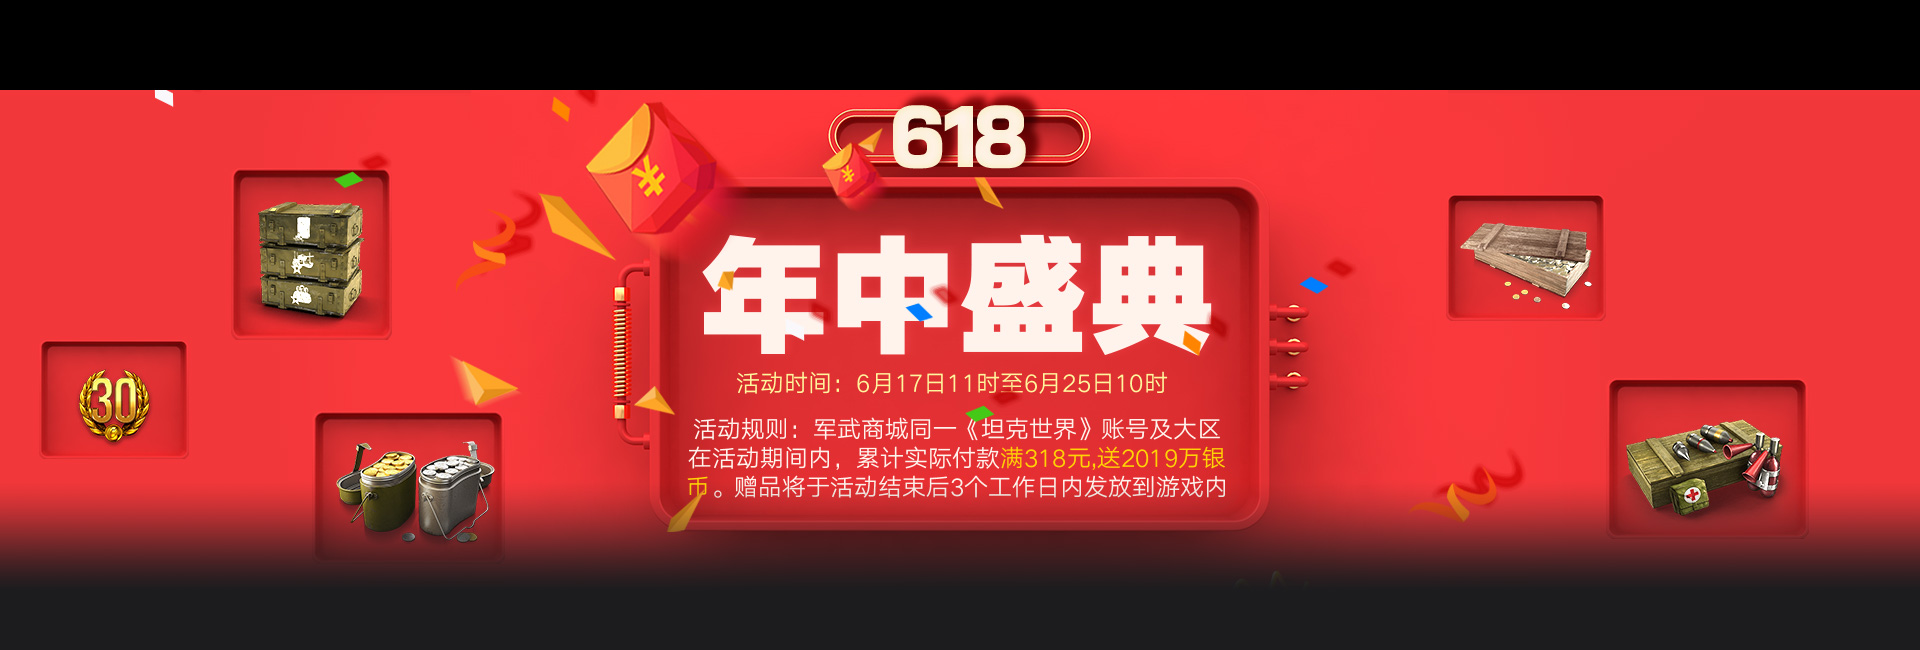 618
年中盛典
活动时间：6月17日11时至6月25日10时
活动规则：军武商城同一《坦克世界》账号及大区
在活动期间内，累计实际付款满318元,送2019万银
币。赠品将于活动结束后3个工作日内发放到游戏内
¥
¥
30